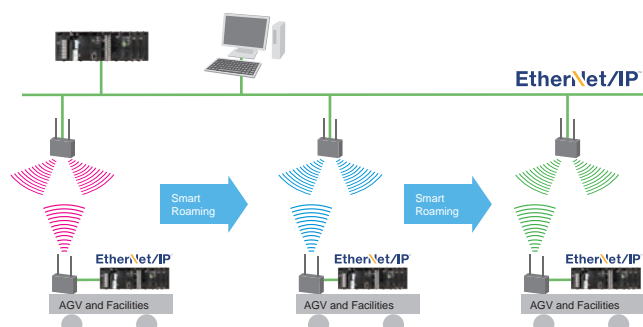 EtherNet/IP™
Smart
Roaming
Smart
Roaming
EtherNet/IP
EtherNet/IP
EtherNet/IP
AGV and Facilities
AGV and Facilities
AGV and Facilities